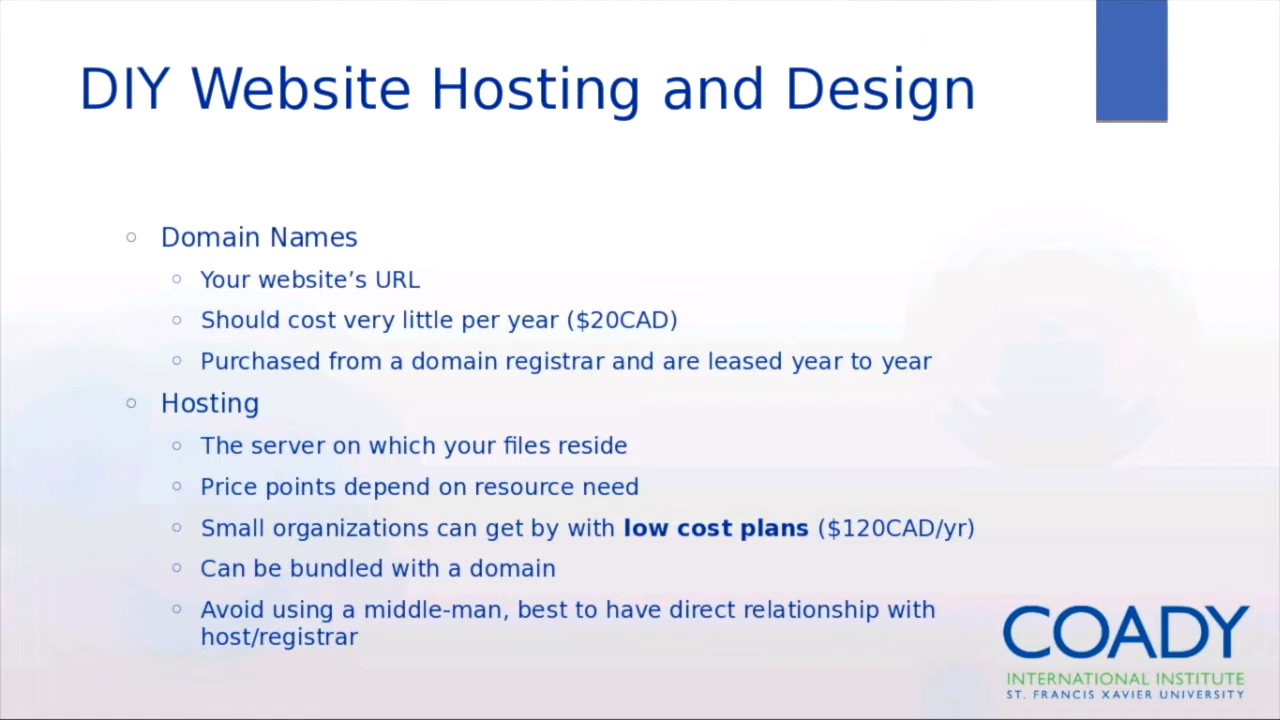 DIY Website Hosting and Design
Domain Names
Your website’s URL
Should cost very little per year ($20CAD)
Purchased from a domain registrar and are leased year to year
Hosting
The server on which your files reside
Price points depend on resource need
Small organizations can get by with low cost plans ($120CAD/yr)
Can be bundled with a domain
Avoid using a middle-man, best to have direct relationship with
host/registrar
COADY
INTERNATIONAL INSTITUTE
ST. FRANCIS XAVIER UNIVERSITY